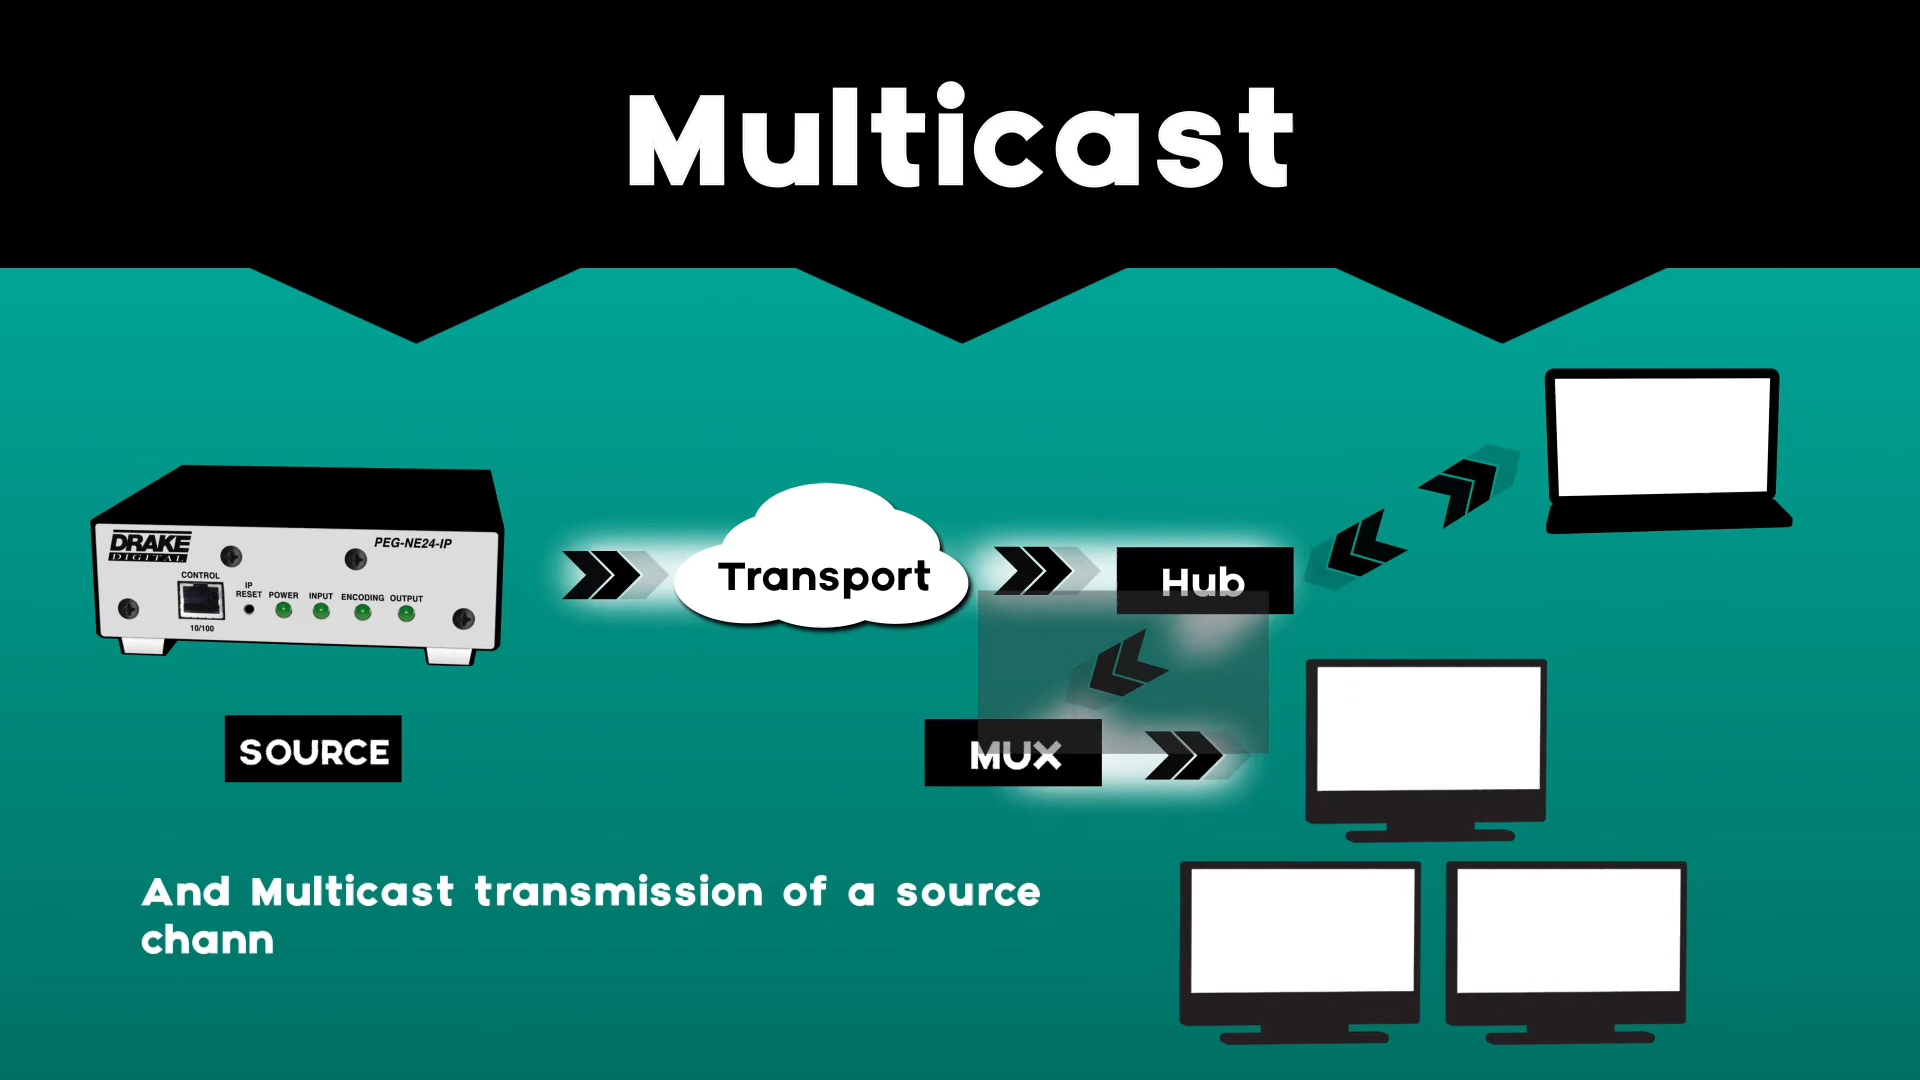 Multicast
DRAKE
DIGITAL
PEG-NE24-IP
CONTROL
10/100
IP
RESET
POWER
INPUT
ENCODING
OUTPUT
Transport
Hub
MUX
SOURCE
And Multicast transmission of a source
chann